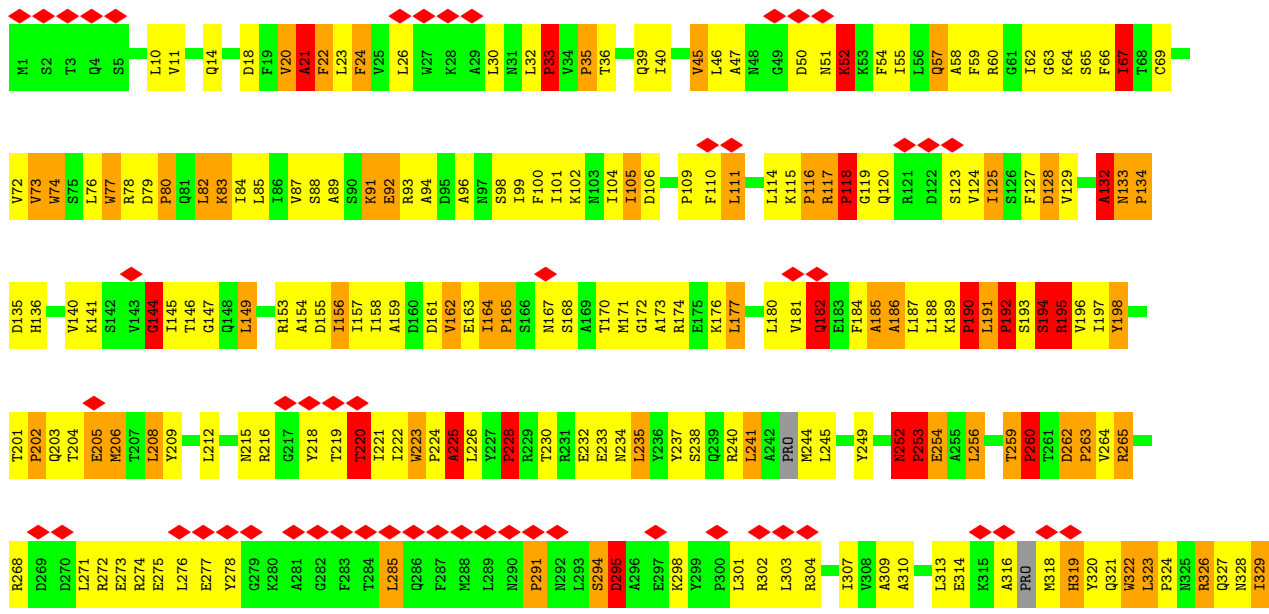 M1 S2 T3 Q4 S5 L10 V11 Q14 D18 F19 V20 A21 F22 L23 F24 V25 L26 W27 K28 A29 L30 N31 L32 P33 V34 P35 T36 Q39 I40 V45 L46 A47 N48 G49 D50 N51 K52 K53 F54 I55 L56 Q57 A58 F59 R60 G61 I62 G63 K64 S65 F66 I67 T68 C69
V72 V73 W74 S75 L76 W77 R78 D79 P80 Q81 L82 K83 I84 L85 I86 V87 S88 A89 S90 K91 E92 R93 A94 D95 A96 N97 S98 I99 F100 I101 K102 N103 I104 I105 D106 P109 F110 L111 L114 K115 P116 R117 P118 G119 Q120 R121 D122 S123 V124 I125 S126 F127 D128 V129 A132 N133 P134
D135 H136 V140 K141 S142 V143 G144 I145 T146 G147 Q148 L149 R153 A154 D155 I156 I157 I158 A159 D160 D161 V162 E163 I164 P165 S166 N167 S168 A169 T170 M171 G172 A173 R174 E175 K176 L177 L180 V181 Q182 E183 F184 A185 A186 L187 L188 K189 P190 L191 P192 S193 S194 R195 V196 I197 Y198
T201 P202 Q203 T204 E205 M206 T207 L208 Y209 L212 N215 R216 G217 Y218 T219 T220 I221 I222 W223 P224 A225 L226 Y227 P228 R229 T230 R231 E232 E233 N234 L235 Y236 Y237 S238 Q239 R240 L241 A242 PRO M244 L245 Y249 N252 P253 E254 A255 L256 T259 P260 T261 D262 P263 V264 R265
R268 D269 D270 L271 R272 E273 R274 E275 L276 E277 Y278 G279 K280 A281 G282 F283 T284 L285 Q286 F287 M288 L289 N290 P291 N292 L293 S294 D295 A296 E297 K298 Y299 P300 L301 R302 L303 R304 I307 V308 A309 A310 L313 E314 K315 A316 PRO M318 H319 Y320 Q321 W322 L323 P324 N325 R326 Q327 N328 I329